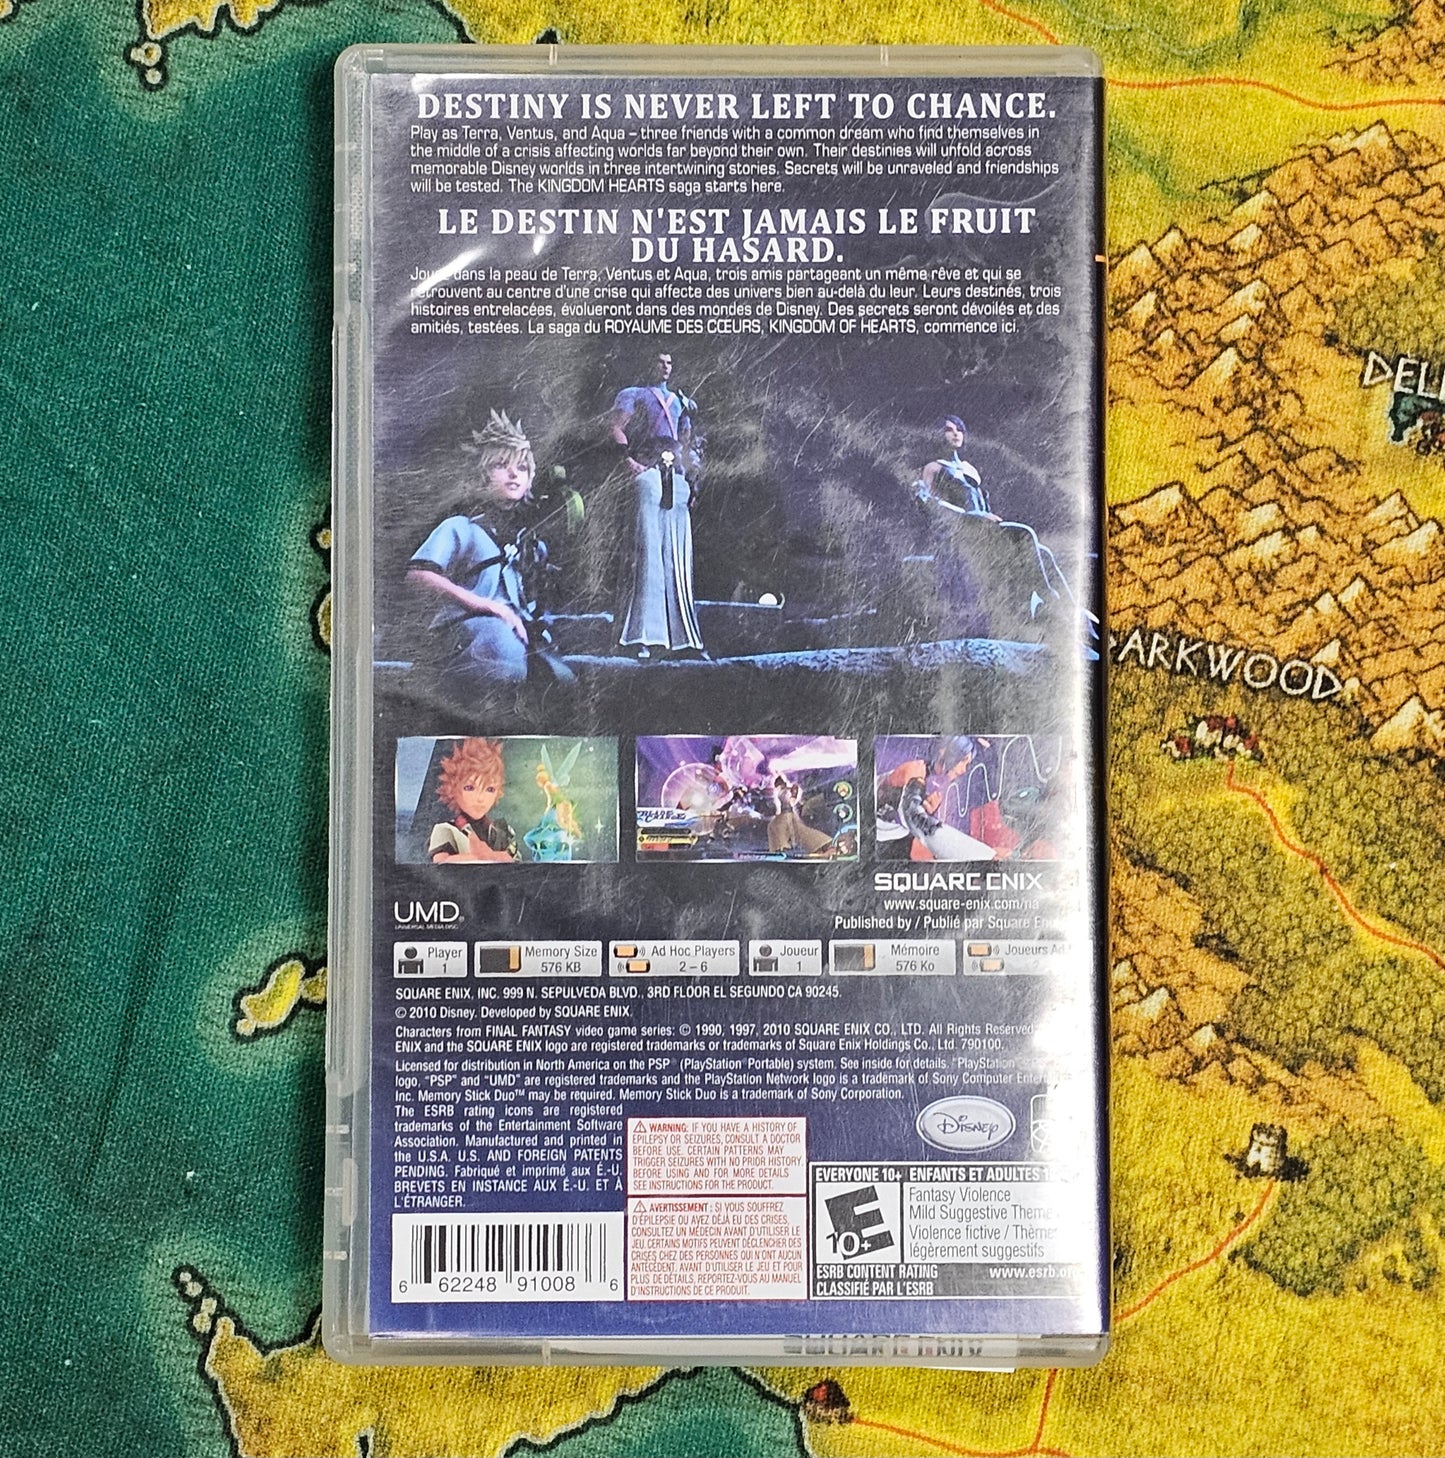 DESTINY IS NEVER LEFT TO CHANCE.
Play as Terra, Ventus, and Aqua – three friends with a common dream who find themselves in
the middle of a crisis affecting worlds far beyond their own. Their destinies will unfold across
memorable Disney worlds in three intertwining stories. Secrets will be unraveled and friendships
will be tested. The KINGDOM HEARTS saga starts here.
LE DESTIN N'EST JAMAIS LE FRUIT
DU HASARD.
dans la peau de Terra, Ventus et Aqua, trois amis partageant un même rêve et qui se
retrouvent au centre d'une crise qui affecte des univers bien au-delà du leur. Leurs destinés, trois
histoires entrelacées, évolueront dans des mondes de Disney. Des secrets seront dévoilés et des
amitiés, testées. La saga du ROYAUME DES CŒURS, KINGDOM OF HEARTS, commence ici.
SQUARE ENIX
www.square-enix.com/na
Published by / Publié par Square
UMD
UNIVERSAL MEDIA DISC
Player
1
Memory Size
576 KB
Ad Hoc Players
2 – 6
Joueur
1
Mémoire
576 Ko
Joueurs Ad
SQUARE ENIX, INC. 999 N. SEPULVEDA BLVD., 3RD FLOOR EL SEGUNDO CA 90245.
© 2010 Disney. Developed by SQUARE ENIX.
Characters from FINAL FANTASY video game series: © 1990, 1997, 2010 SQUARE ENIX CO., LTD. All Rights Reserved
ENIX and the SQUARE ENIX logo are registered trademarks or trademarks of Square Enix Holdings Co., Ltd. 790100.
Licensed for distribution in North America on the PSP® (PlayStation®Portable) system. See inside for details. "PlayStation
logo, "PSP" and "UMD" are registered trademarks and the PlayStation Network logo is a trademark of Sony Computer
Inc. Memory Stick Duo™ may be required. Memory Stick Duo is a trademark of Sony Corporation.
The ESRB rating icons are registered
trademarks of the Entertainment Software
Association. Manufactured and printed in
the U.S.A. U.S. AND FOREIGN PATENTS
PENDING. Fabriqué et imprimé aux É.-U.
BREVETS EN INSTANCE AUX É.-U. ET À
L'ÉTRANGER.
⚠ WARNING: IF YOU HAVE A HISTORY OF
EPILEPSY OR SEIZURES, CONSULT A DOCTOR
BEFORE USE. CERTAIN PATTERNS MAY
TRIGGER SEIZURES WITH NO PRIOR HISTORY.
BEFORE USING AND FOR MORE DETAILS
SEE INSTRUCTIONS FOR THE PRODUCT.
⚠ AVERTISSEMENT : SI VOUS SOUFFREZ
D'ÉPILEPSIE OU AVEZ DÉJÀ EU DES CRISES,
CONSULTEZ UN MÉDECIN AVANT D'UTILISER LE
JEU. CERTAINS MOTIFS PEUVENT DÉCLENCHER DES
CRISES CHEZ DES PERSONNES QUI N'ONT AUCUN
ANTÉCÉDENT. AVANT D'UTILISER LE JEU ET POUR
PLUS DE DÉTAILS, REPORTEZ-VOUS AU MANUEL
D'INSTRUCTIONS DE CE PRODUIT.
Disney
EVERYONE 10+ ENFANTS ET ADULTES
E
10+
Fantasy Violence
Mild Suggestive Theme
Violence fictive / Thème
légèrement suggestifs
ESRB CONTENT RATING www.esrb.or
CLASSIFIÉ PAR L'ESRB
6 62248 91008 6
SQUARE ENIX
DEL
ARKWOOD